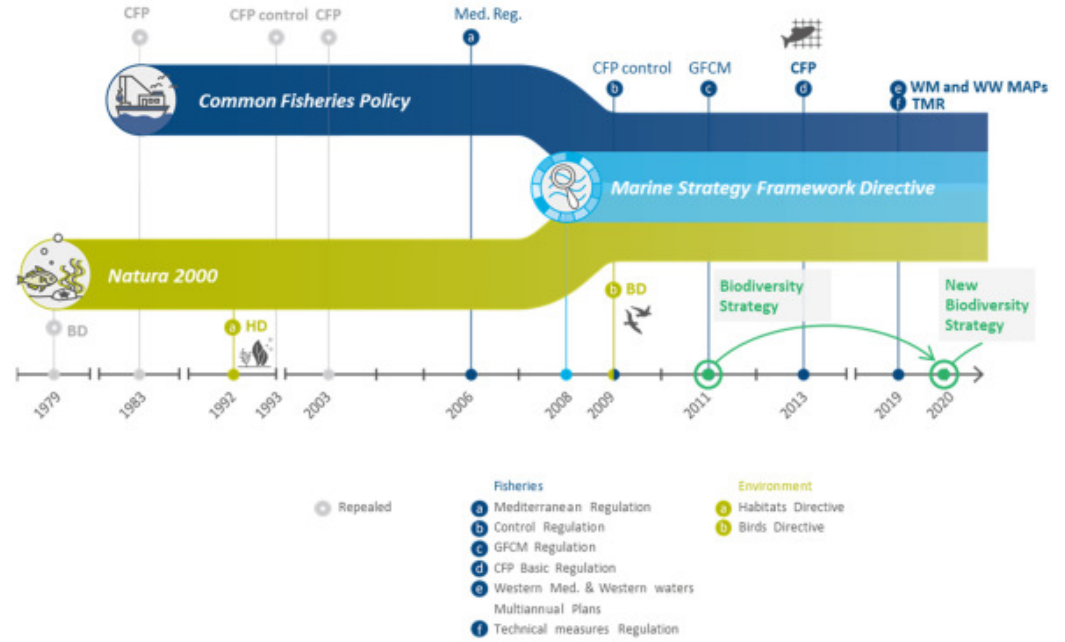 CFP
CFP control
CFP
Med. Reg.
a
CFP control
b
GFCM
c
CFP
d
e WM and WW MAPs
f TMR
Common Fisheries Policy
Marine Strategy Framework Directive
Natura 2000
BD
a HD
b BD
Biodiversity
Strategy
New
Biodiversity
Strategy
1979
1983
1992
1993
2003
2006
2008
2009
2011
2013
2019
2020
Repealed
Fisheries
a Mediterranean Regulation
b Control Regulation
c GFCM Regulation
d CFP Basic Regulation
e Western Med. & Western waters
Multiannual Plans
f Technical measures Regulation
Environment
a Habitats Directive
b Birds Directive